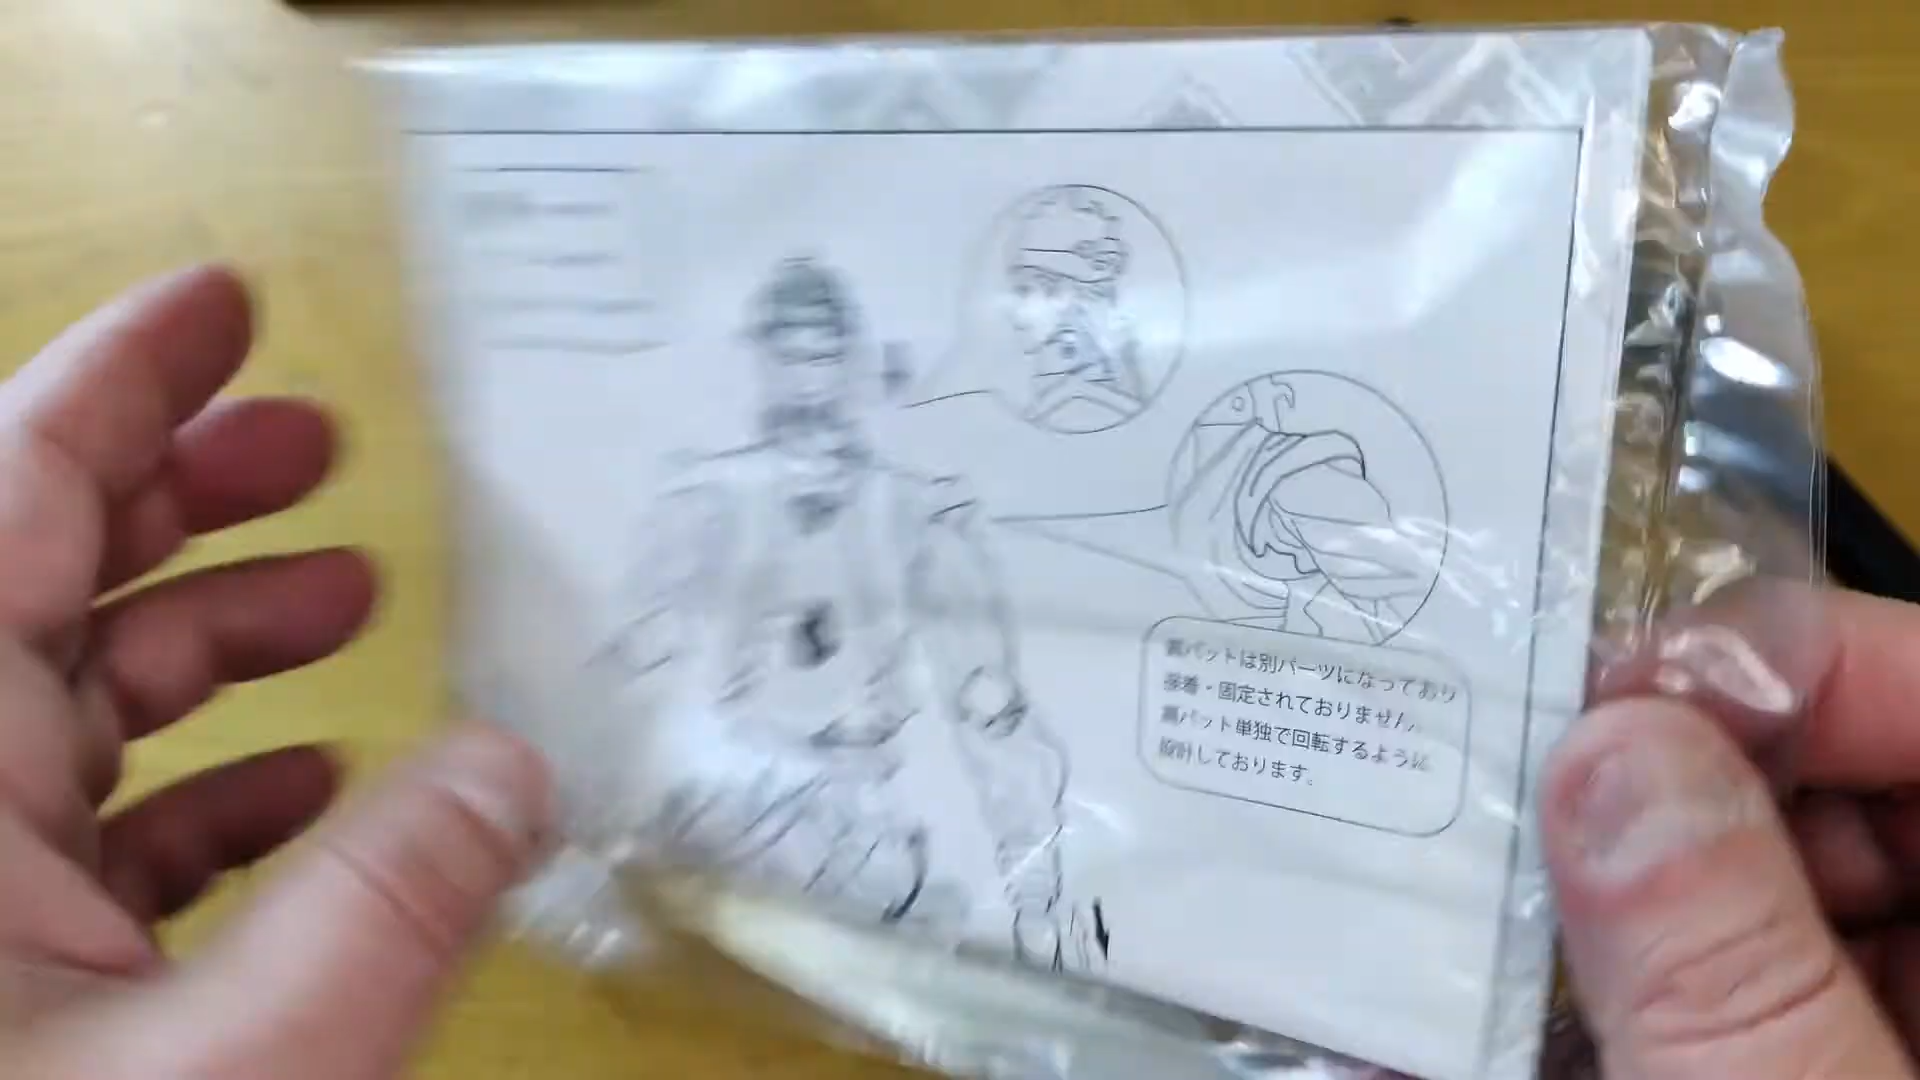 肩パットは別パーツになっており
接着・固定されておりません。
肩パット単独で回転するように
設計しております。